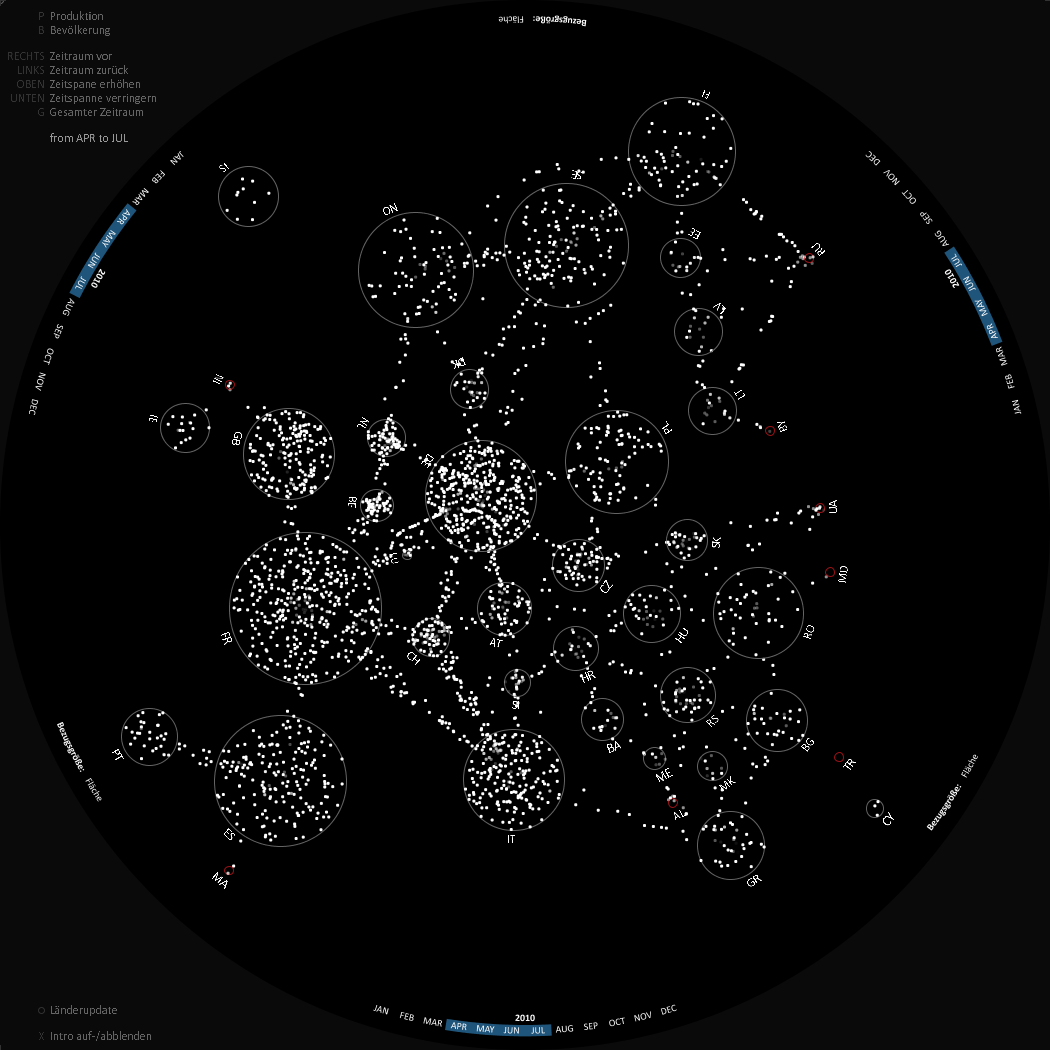 P Produktion
B Bevölkerung
RECHTS Zeitraum vor
LINKS Zeitraum zurück
OBEN Zeitspane erhöhen
UNTEN Zeitspanne verringern
G Gesamter Zeitraum
from APR to JUL
Bezugsgröße: Fläche
JAN FEB MAR APR MAY JUN JUL AUG SEP OCT NOV DEC
2010
DEC NOV OCT SEP AUG JUL JUN MAY APR MAR FEB JAN
2010
FI
IS
SE
NO
EE
RU
LV
DK
NI
LT
IE
GB
NL
PL
BY
BE
UA
SK
CZ
MD
FR
CH
AT
HU
RO
HR
SI
BA
RS
BG
PT
ME
MK
TR
ES
AL
CY
IT
GR
MA
Bezugsgröße: Fläche
Bezugsgröße: Fläche
JAN FEB MAR APR MAY JUN JUL AUG SEP OCT NOV DEC
2010
O Länderupdate
X Intro auf-/abblenden